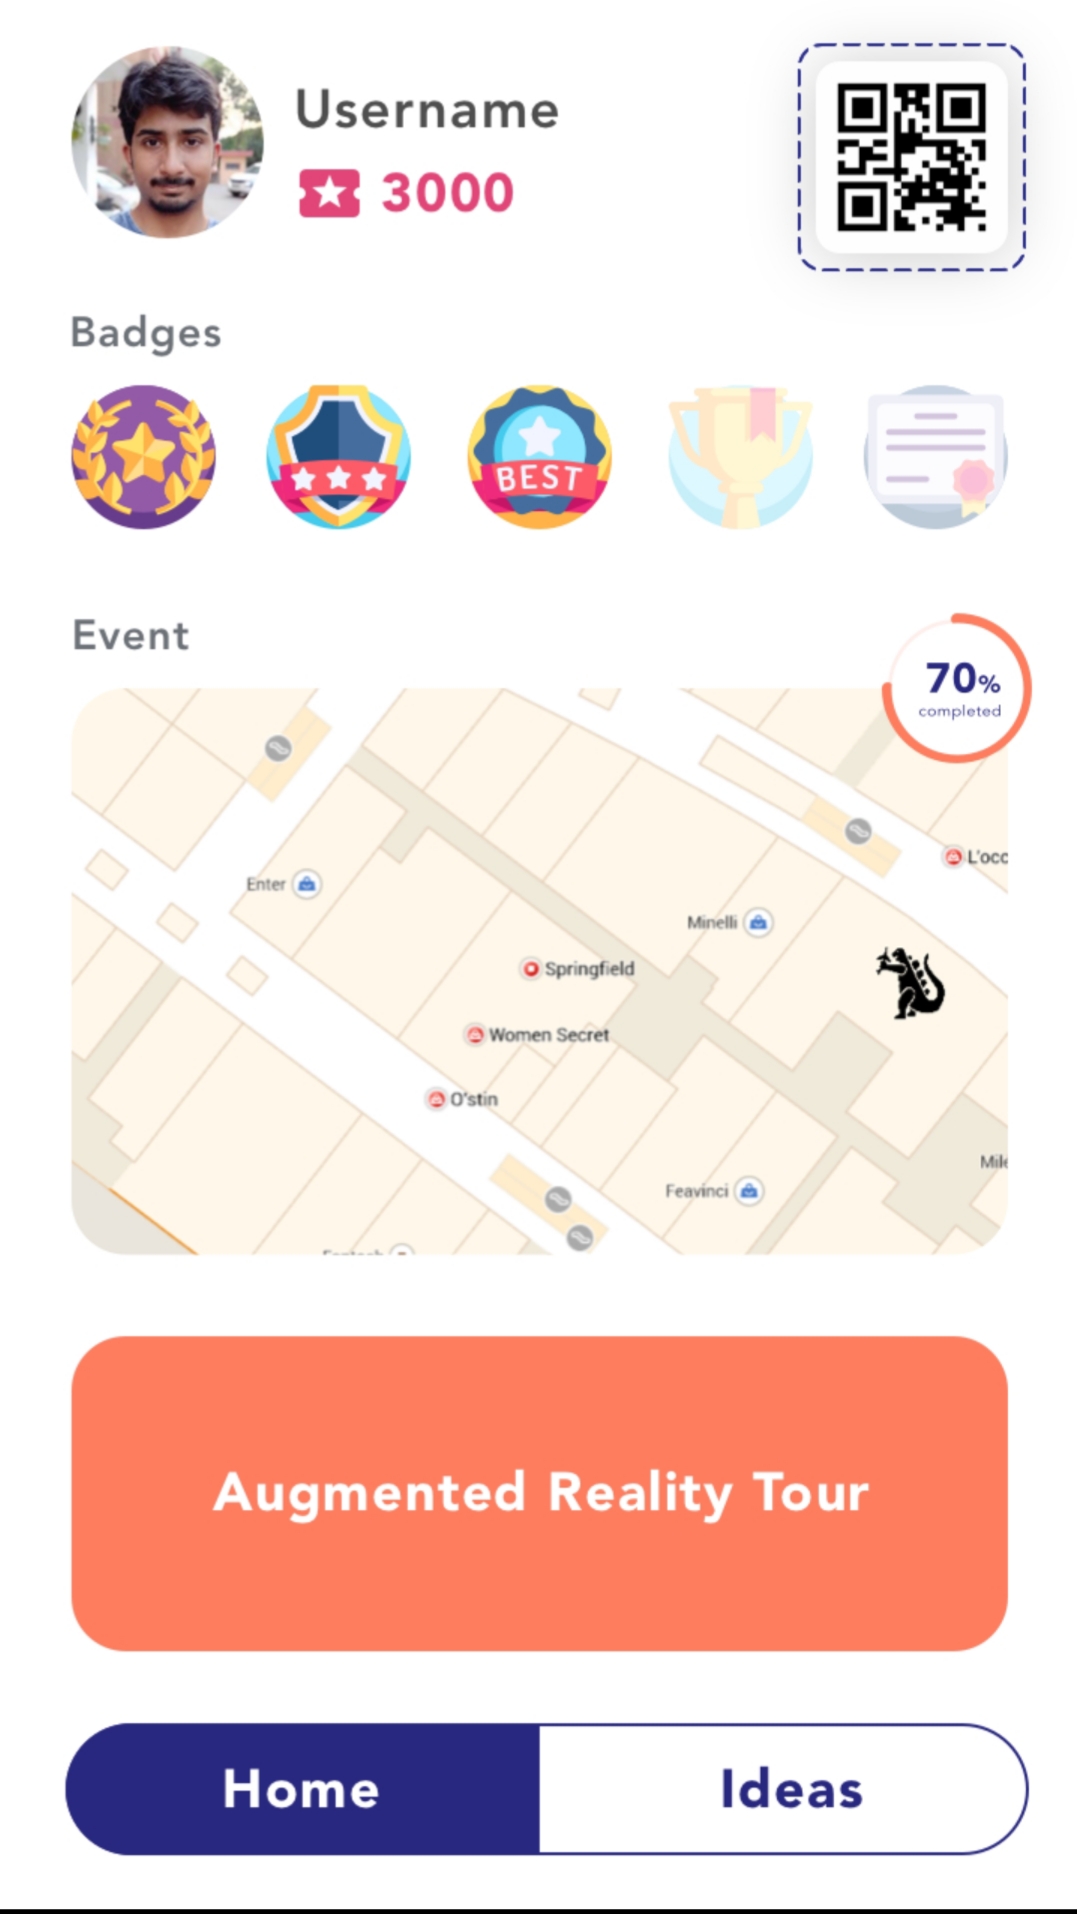 Username
3000
Badges
BEST
Event
70%
completed
L'occ
Enter
Minelli
Springfield
Women Secret
O'stin
Mile
Feavinci
Augmented Reality Tour
Home
Ideas